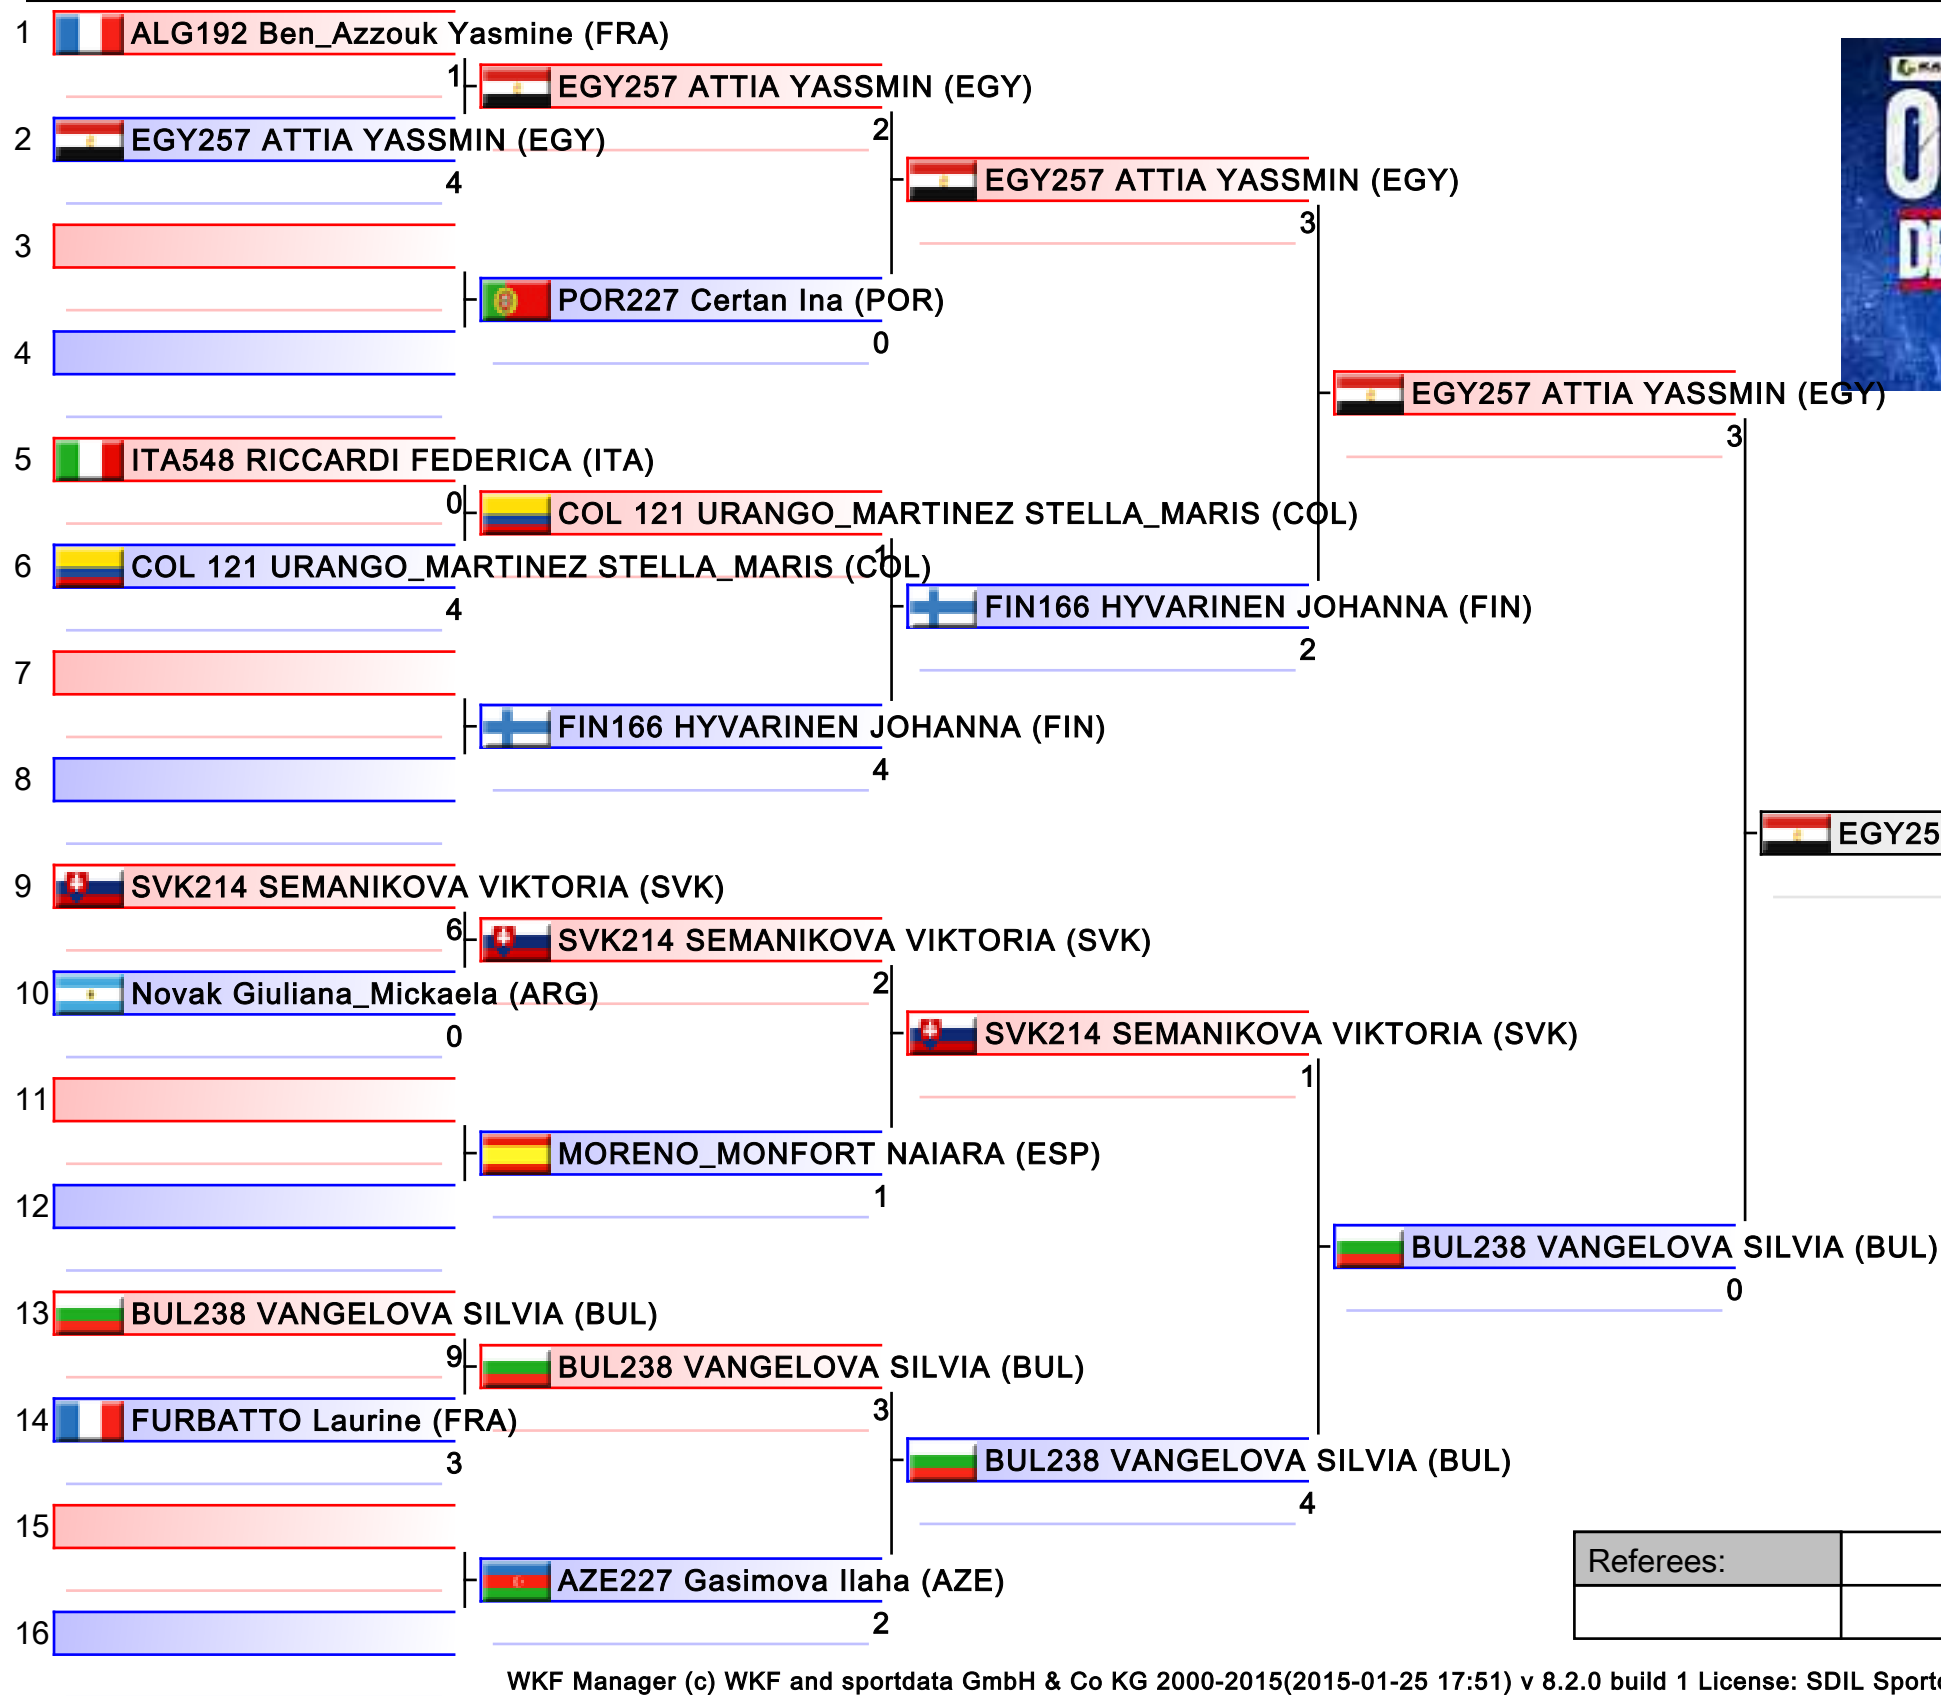 1 ALG192 Ben_Azzouk Yasmine (FRA)
1
EGY257 ATTIA YASSMIN (EGY)
2
2 EGY257 ATTIA YASSMIN (EGY)
4
EGY257 ATTIA YASSMIN (EGY)
3
3
POR227 Certan Ina (POR)
0
4
EGY257 ATTIA YASSMIN (EGY)
3
5 ITA548 RICCARDI FEDERICA (ITA)
0
COL 121 URANGO_MARTINEZ STELLA_MARIS (COL)
1
6 COL 121 URANGO_MARTINEZ STELLA_MARIS (COL)
4
FIN166 HYVARINEN JOHANNA (FIN)
2
7
FIN166 HYVARINEN JOHANNA (FIN)
4
8
EGY25
9 SVK214 SEMANIKOVA VIKTORIA (SVK)
6
SVK214 SEMANIKOVA VIKTORIA (SVK)
2
10 Novak Giuliana_Mickaela (ARG)
0
SVK214 SEMANIKOVA VIKTORIA (SVK)
1
11
MORENO_MONFORT NAIARA (ESP)
1
12
BUL238 VANGELOVA SILVIA (BUL)
0
13 BUL238 VANGELOVA SILVIA (BUL)
9
BUL238 VANGELOVA SILVIA (BUL)
3
14 FURBATTO Laurine (FRA)
3
BUL238 VANGELOVA SILVIA (BUL)
4
15
AZE227 Gasimova Ilaha (AZE)
2
16
Referees:
WKF Manager (c) WKF and sportdata GmbH & Co KG 2000-2015(2015-01-25 17:51) v 8.2.0 build 1 License: SDIL Sport